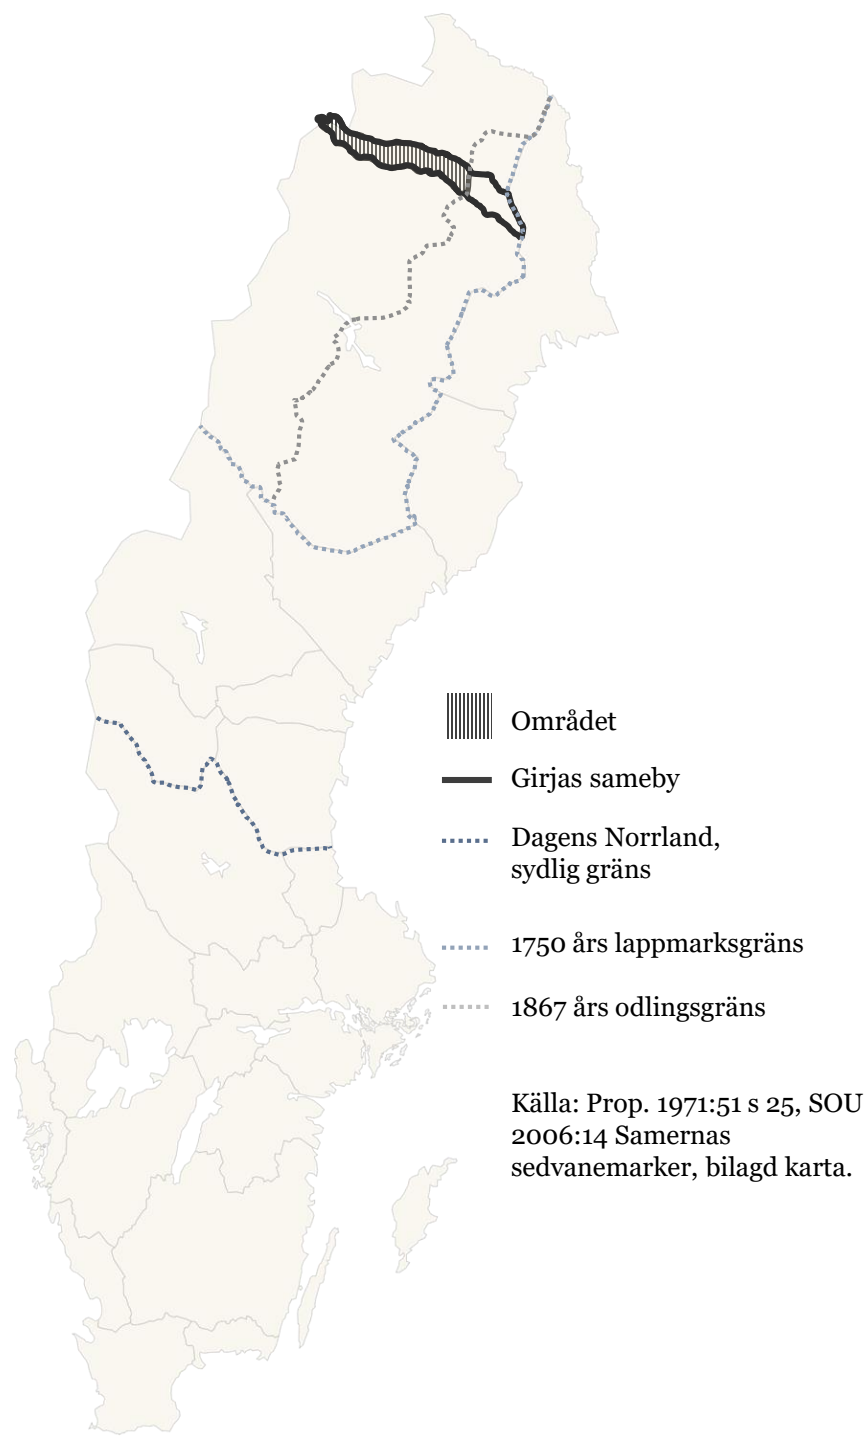 Området
Girjas sameby
Dagens Norrland,
sydlig gräns
1750 års lappmarksgräns
1867 års odlingsgräns
Källa: Prop. 1971:51 s 25, SOU
2006:14 Samernas
sedvanemarker, bilagd karta.